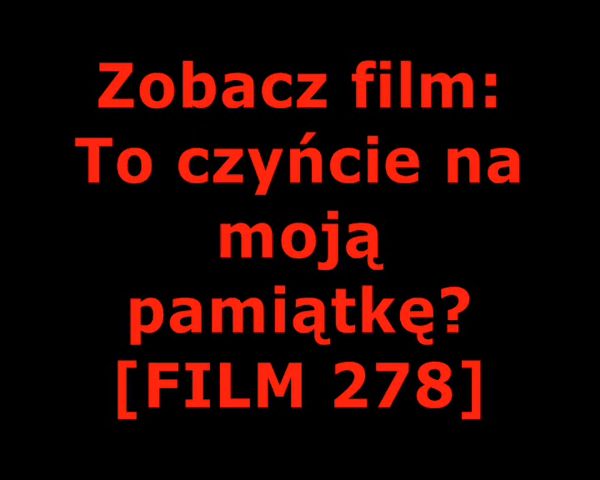 Zobacz film:
To czyńcie na
moją
pamiątkę?
[FILM 278]